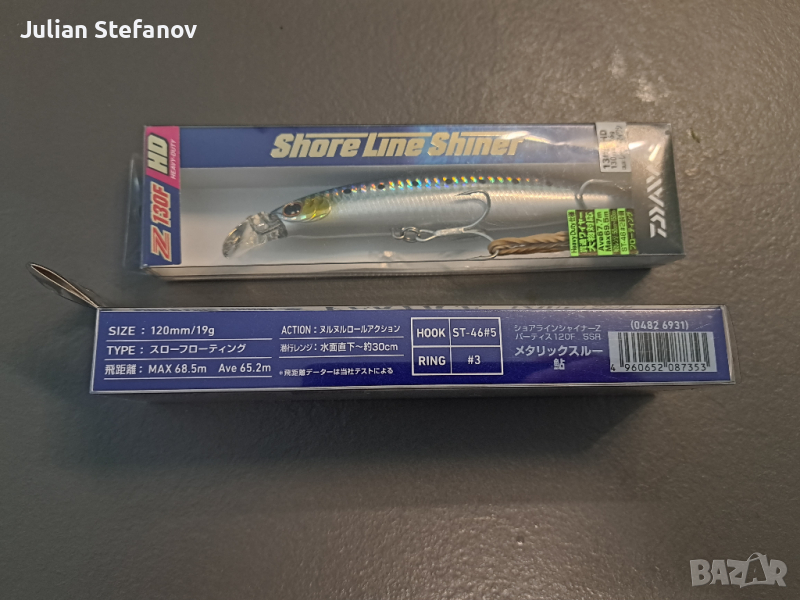 Julian Stefanov
Shore Line Shiner
Z 130F HD
HEAVY-DUTY
DAIWA
SIZE : 120mm/19g
TYPE : スローフローティング
飛距離 : MAX 68.5m Ave 65.2m
ACTION : ヌルヌルロールアクション
潜行レンジ : 水面直下～約30cm
*飛距離データーは当社テストによる
HOOK ST-46#5
RING #3
ショアラインシャイナーZ
バーティス120F SSR
メタリックスルー
鮎
(0482 6931)
4 960652 087353
BAZAR